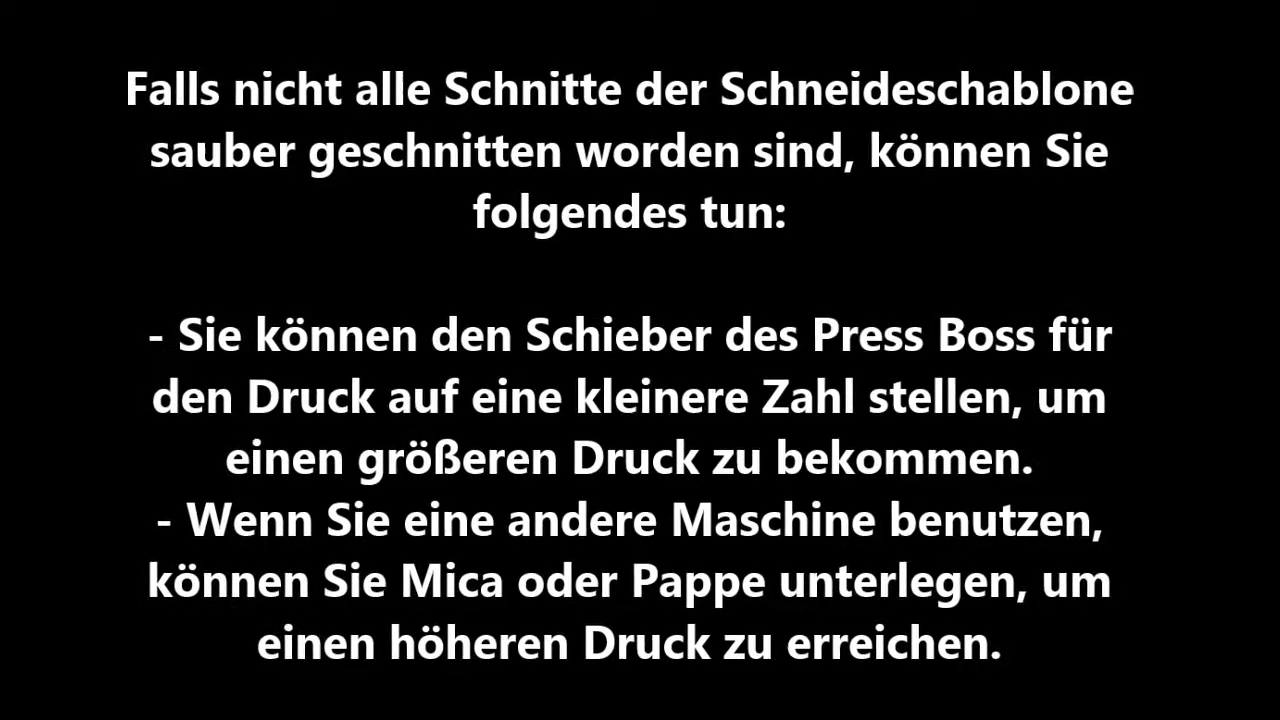 Falls nicht alle Schnitte der Schneideschablone
sauber geschnitten worden sind, können Sie
folgendes tun:
- Sie können den Schieber des Press Boss für
den Druck auf eine kleinere Zahl stellen, um
einen größeren Druck zu bekommen.
- Wenn Sie eine andere Maschine benutzen,
können Sie Mica oder Pappe unterlegen, um
einen höheren Druck zu erreichen.